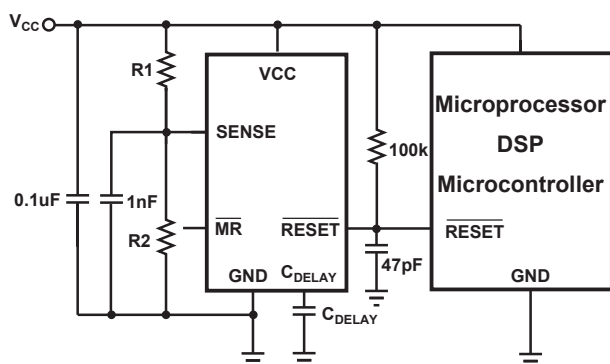 VCC
R1
VCC
Microprocessor
DSP
Microcontroller
SENSE
100k
0.1uF
1nF
R2
MR
RESET
RESET
47pF
GND
CDELAY
GND
CDELAY